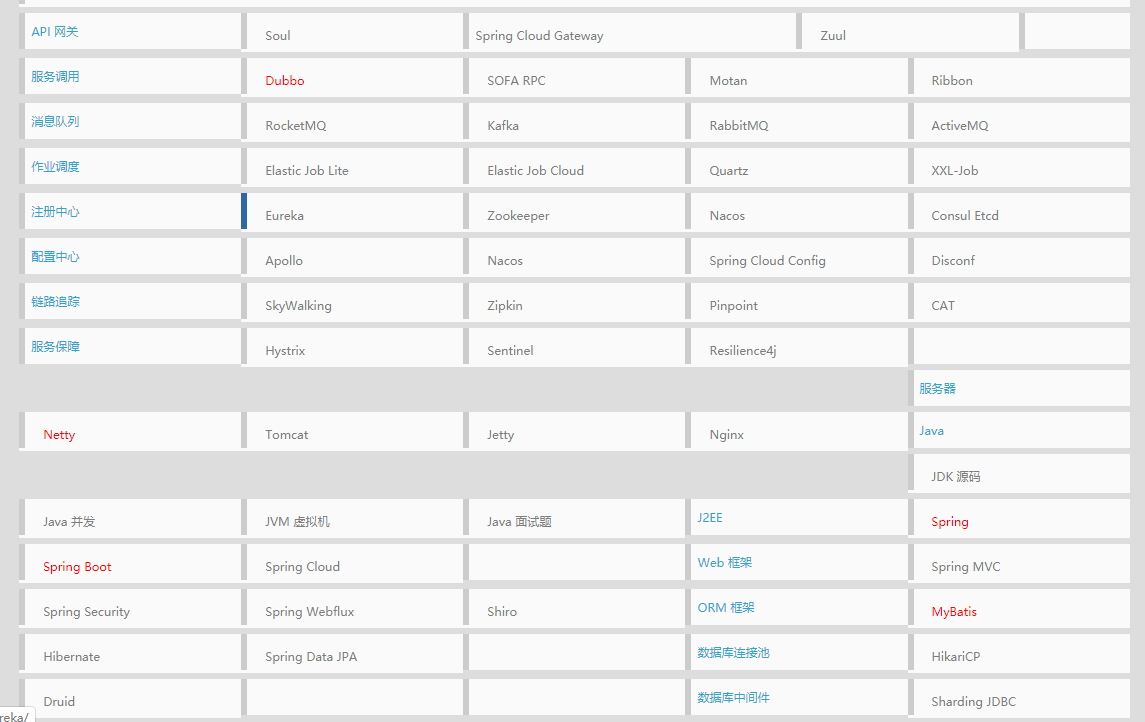 API 网关 Soul Spring Cloud Gateway Zuul
服务调用 Dubbo SOFA RPC Motan Ribbon
消息队列 RocketMQ Kafka RabbitMQ ActiveMQ
作业调度 Elastic Job Lite Elastic Job Cloud Quartz XXL-Job
注册中心 Eureka Zookeeper Nacos Consul Etcd
配置中心 Apollo Nacos Spring Cloud Config Disconf
链路追踪 SkyWalking Zipkin Pinpoint CAT
服务保障 Hystrix Sentinel Resilience4j
服务器
Netty Tomcat Jetty Nginx Java
JDK 源码
Java 并发 JVM 虚拟机 Java 面试题 J2EE Spring
Spring Boot Spring Cloud Web 框架 Spring MVC
Spring Security Spring Webflux Shiro ORM 框架 MyBatis
Hibernate Spring Data JPA 数据库连接池 HikariCP
Druid 数据库中间件 Sharding JDBC
reka/